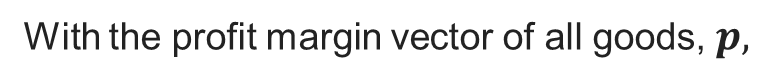 With the profit margin vector of all goods, p,